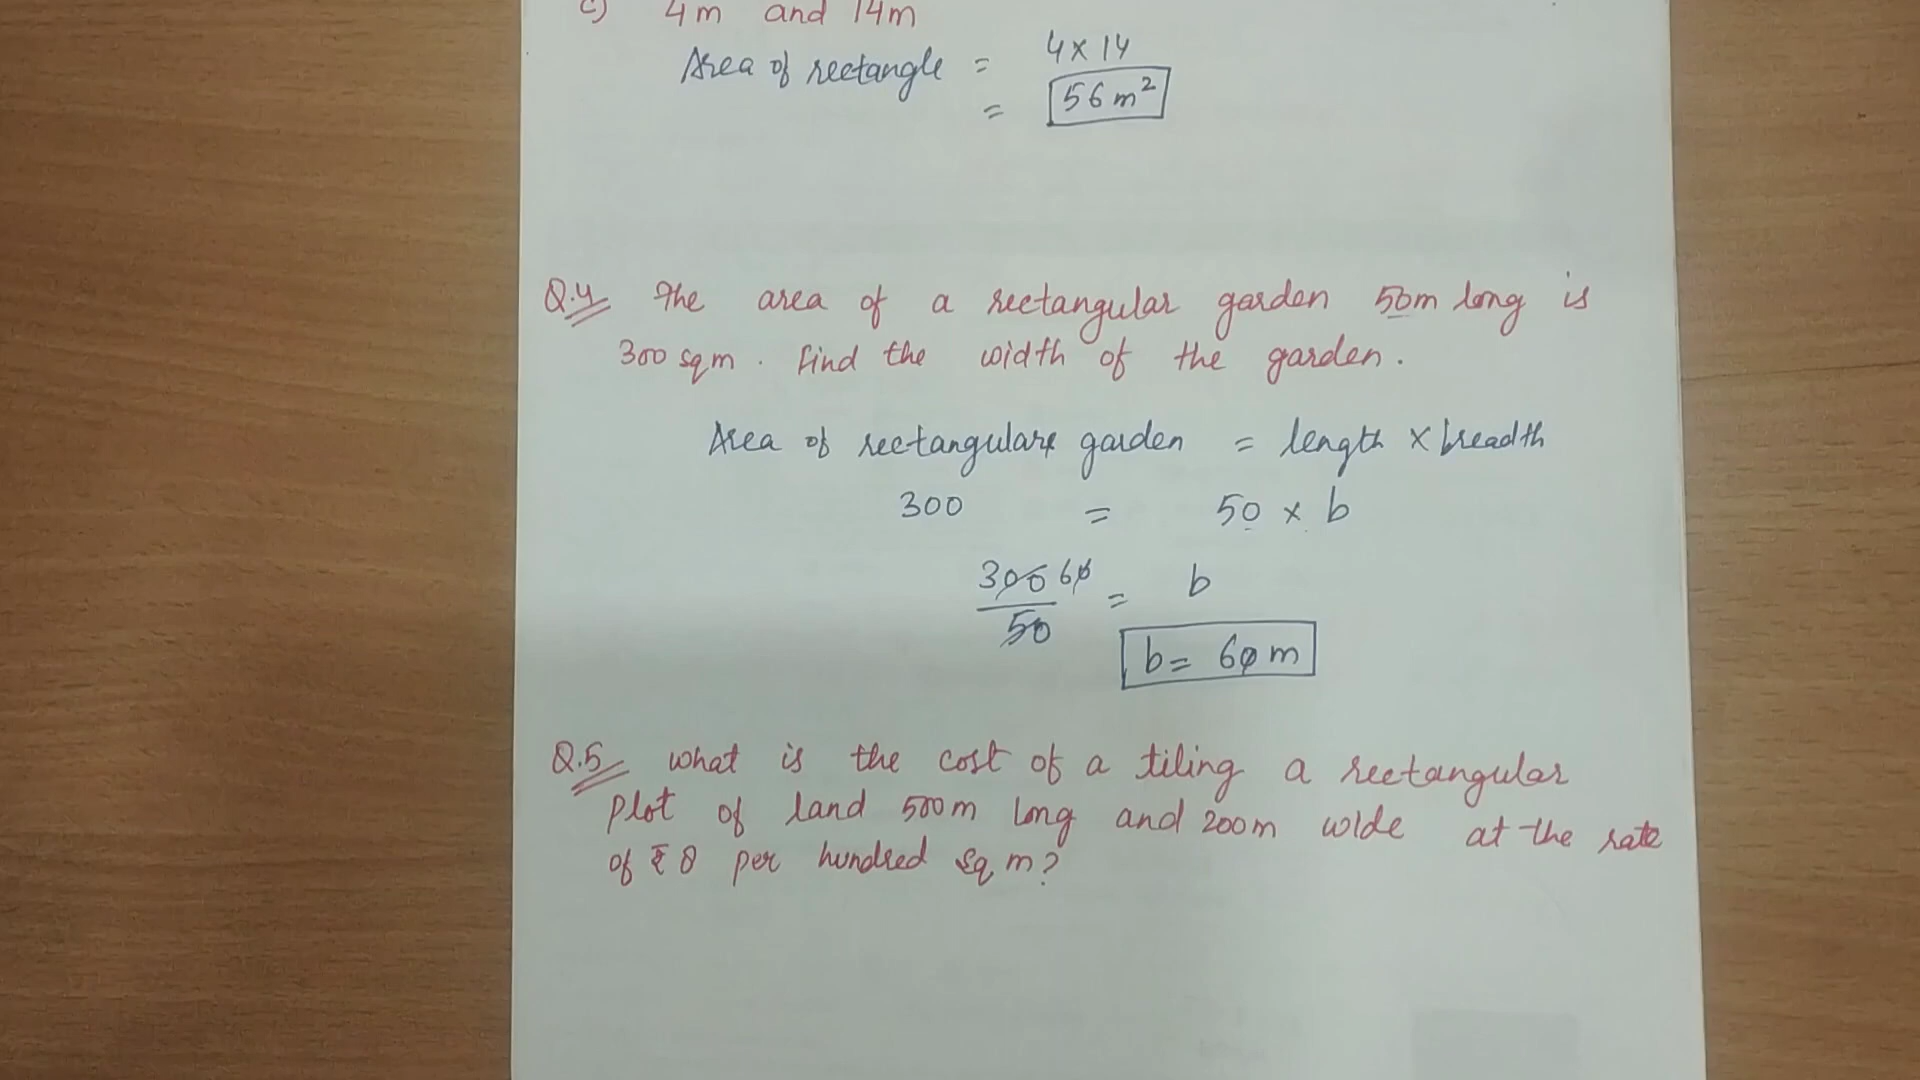 c) 4m and 14m
Area of rectangle = 4 x 14
= 56 m²
Q.4 The area of a rectangular garden 50m long is
300 sq m. find the width of the garden.
Area of rectangular garden = length x breadth
300 = 50 x b
300/50 6 = b
b = 6 m
Q.5 what is the cost of a tiling a rectangular
plot of land 500m long and 200m wide at the rate
of ₹ 8 per hundred sq m?